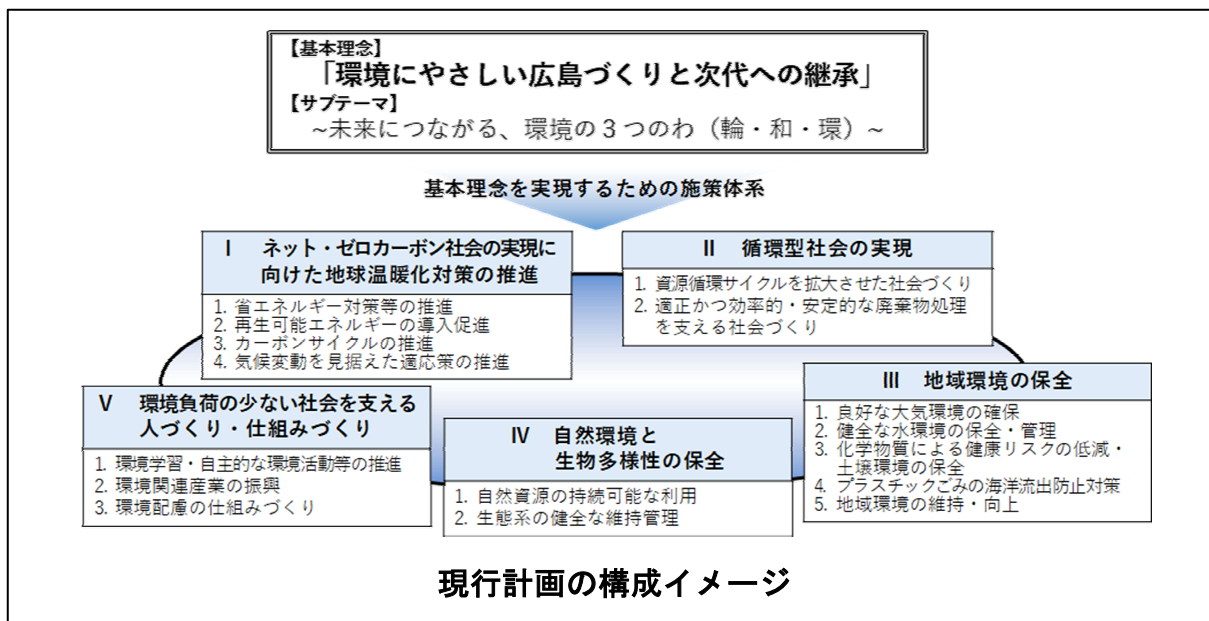 【基本理念】
「環境にやさしい広島づくりと次代への継承」
【サブテーマ】
~未来につながる、環境の3つのわ(輪・和・環)~
基本理念を実現するための施策体系
Ⅰ ネット・ゼロカーボン社会の実現に
向けた地球温暖化対策の推進
1. 省エネルギー対策等の推進
2. 再生可能エネルギーの導入促進
3. カーボンサイクルの推進
4. 気候変動を見据えた適応策の推進
Ⅱ 循環型社会の実現
1. 資源循環サイクルを拡大させた社会づくり
2. 適正かつ効率的・安定的な廃棄物処理
を支える社会づくり
Ⅲ 地域環境の保全
1. 良好な大気環境の確保
2. 健全な水環境の保全・管理
3. 化学物質による健康リスクの低減・
土壌環境の保全
4. プラスチックごみの海洋流出防止対策
5. 地域環境の維持・向上
Ⅳ 自然環境と
生物多様性の保全
1. 自然資源の持続可能な利用
2. 生態系の健全な維持管理
Ⅴ 環境負荷の少ない社会を支える
人づくり・仕組みづくり
1. 環境学習・自主的な環境活動等の推進
2. 環境関連産業の振興
3. 環境配慮の仕組みづくり
現行計画の構成イメージ